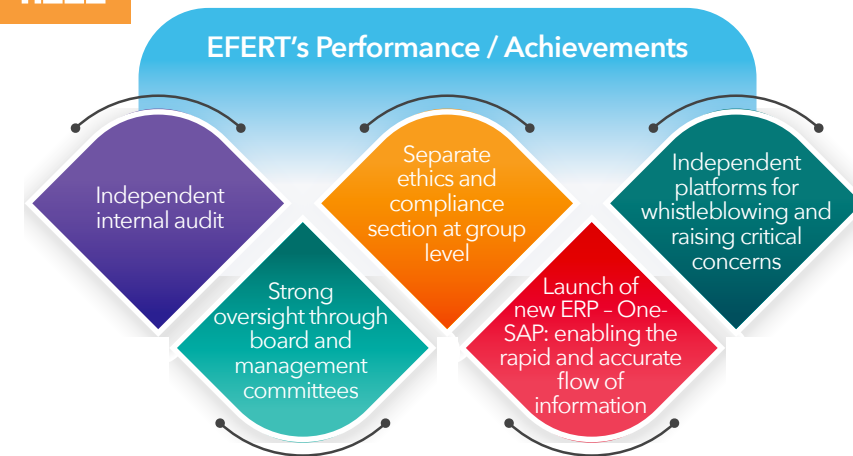 EFERT's Performance / Achievements
Independent
internal audit
Strong
oversight through
board and
management
committees
Separate
ethics and
compliance
section at group
level
Launch of
new ERP – One-
SAP: enabling the
rapid and accurate
flow of
information
Independent
platforms for
whistleblowing and
raising critical
concerns